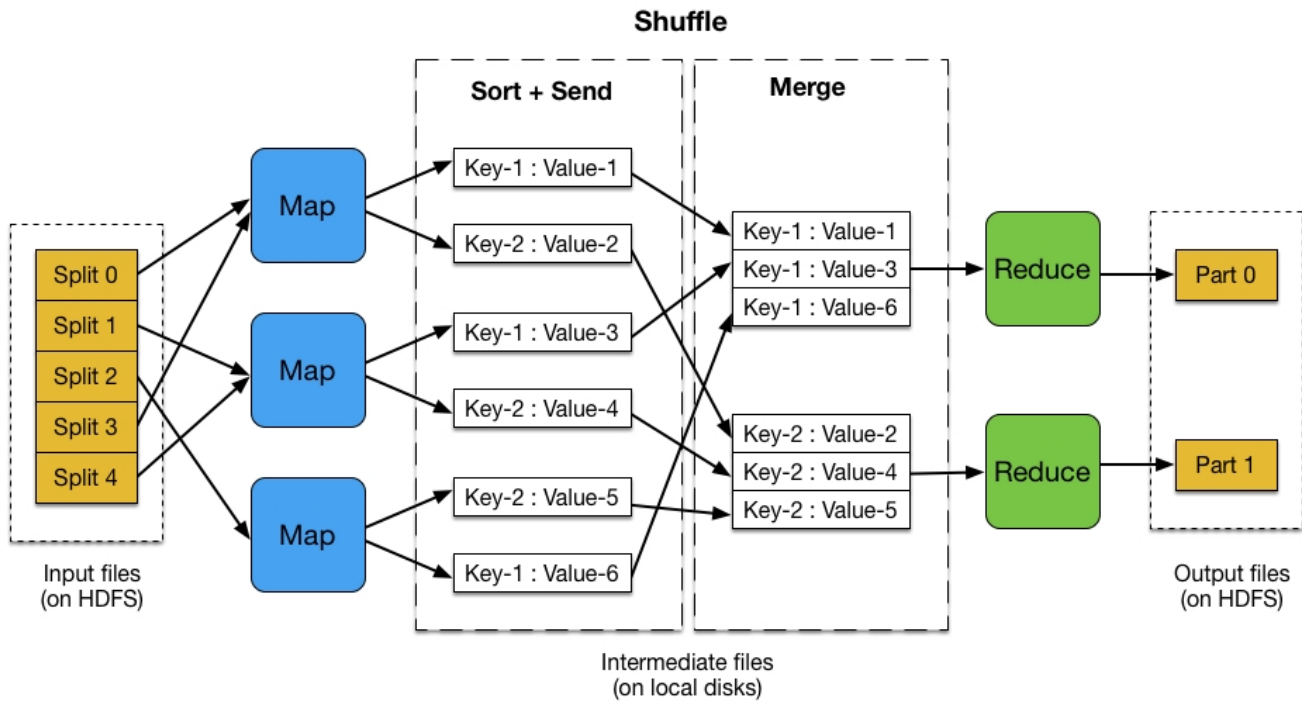 Shuffle
Sort + Send
Merge
Split 0
Split 1
Split 2
Split 3
Split 4
Input files
(on HDFS)
Map
Map
Map
Key-1 : Value-1
Key-2 : Value-2
Key-1 : Value-3
Key-2 : Value-4
Key-2 : Value-5
Key-1 : Value-6
Key-1 : Value-1
Key-1 : Value-3
Key-1 : Value-6
Key-2 : Value-2
Key-2 : Value-4
Key-2 : Value-5
Intermediate files
(on local disks)
Reduce
Reduce
Part 0
Part 1
Output files
(on HDFS)